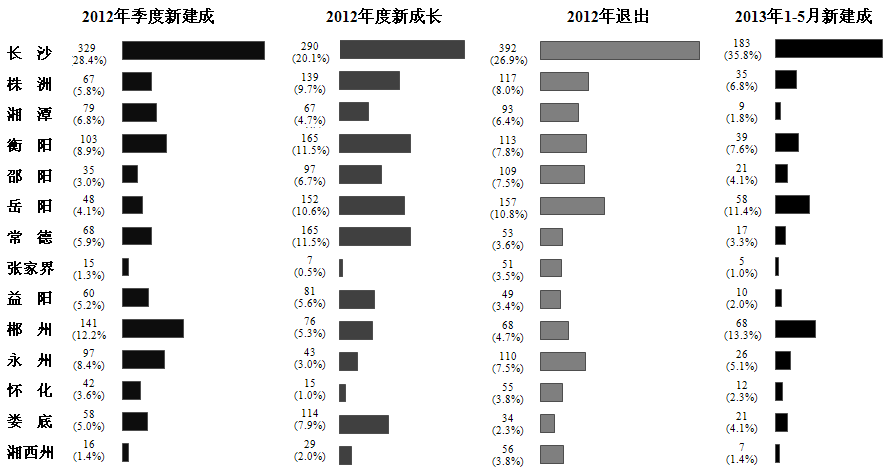 2012年季度新建成 2012年度新成长 2012年退出 2013年1-5月新建成
长 沙 329 290 392 183
(28.4%) (20.1%) (26.9%) (35.8%)
株 洲 67 139 117 35
(5.8%) (9.7%) (8.0%) (6.8%)
湘 潭 79 67 93 9
(6.8%) (4.7%) (6.4%) (1.8%)
衡 阳 103 165 113 39
(8.9%) (11.5%) (7.8%) (7.6%)
邵 阳 35 97 109 21
(3.0%) (6.7%) (7.5%) (4.1%)
岳 阳 48 152 157 58
(4.1%) (10.6%) (10.8%) (11.4%)
常 德 68 165 53 17
(5.9%) (11.5%) (3.6%) (3.3%)
张家界 15 7 51 5
(1.3%) (0.5%) (3.5%) (1.0%)
益 阳 60 81 49 10
(5.2%) (5.6%) (3.4%) (2.0%)
郴 州 141 76 68 68
(12.2% (5.3%) (4.7%) (13.3%)
永 州 97 43 110 26
(8.4%) (3.0%) (7.5%) (5.1%)
怀 化 42 15 55 12
(3.6%) (1.0%) (3.8%) (2.3%)
娄 底 58 114 34 21
(5.0%) (7.9%) (2.3%) (4.1%)
湘西州 16 29 56 7
(1.4%) (2.0%) (3.8%) (1.4%)